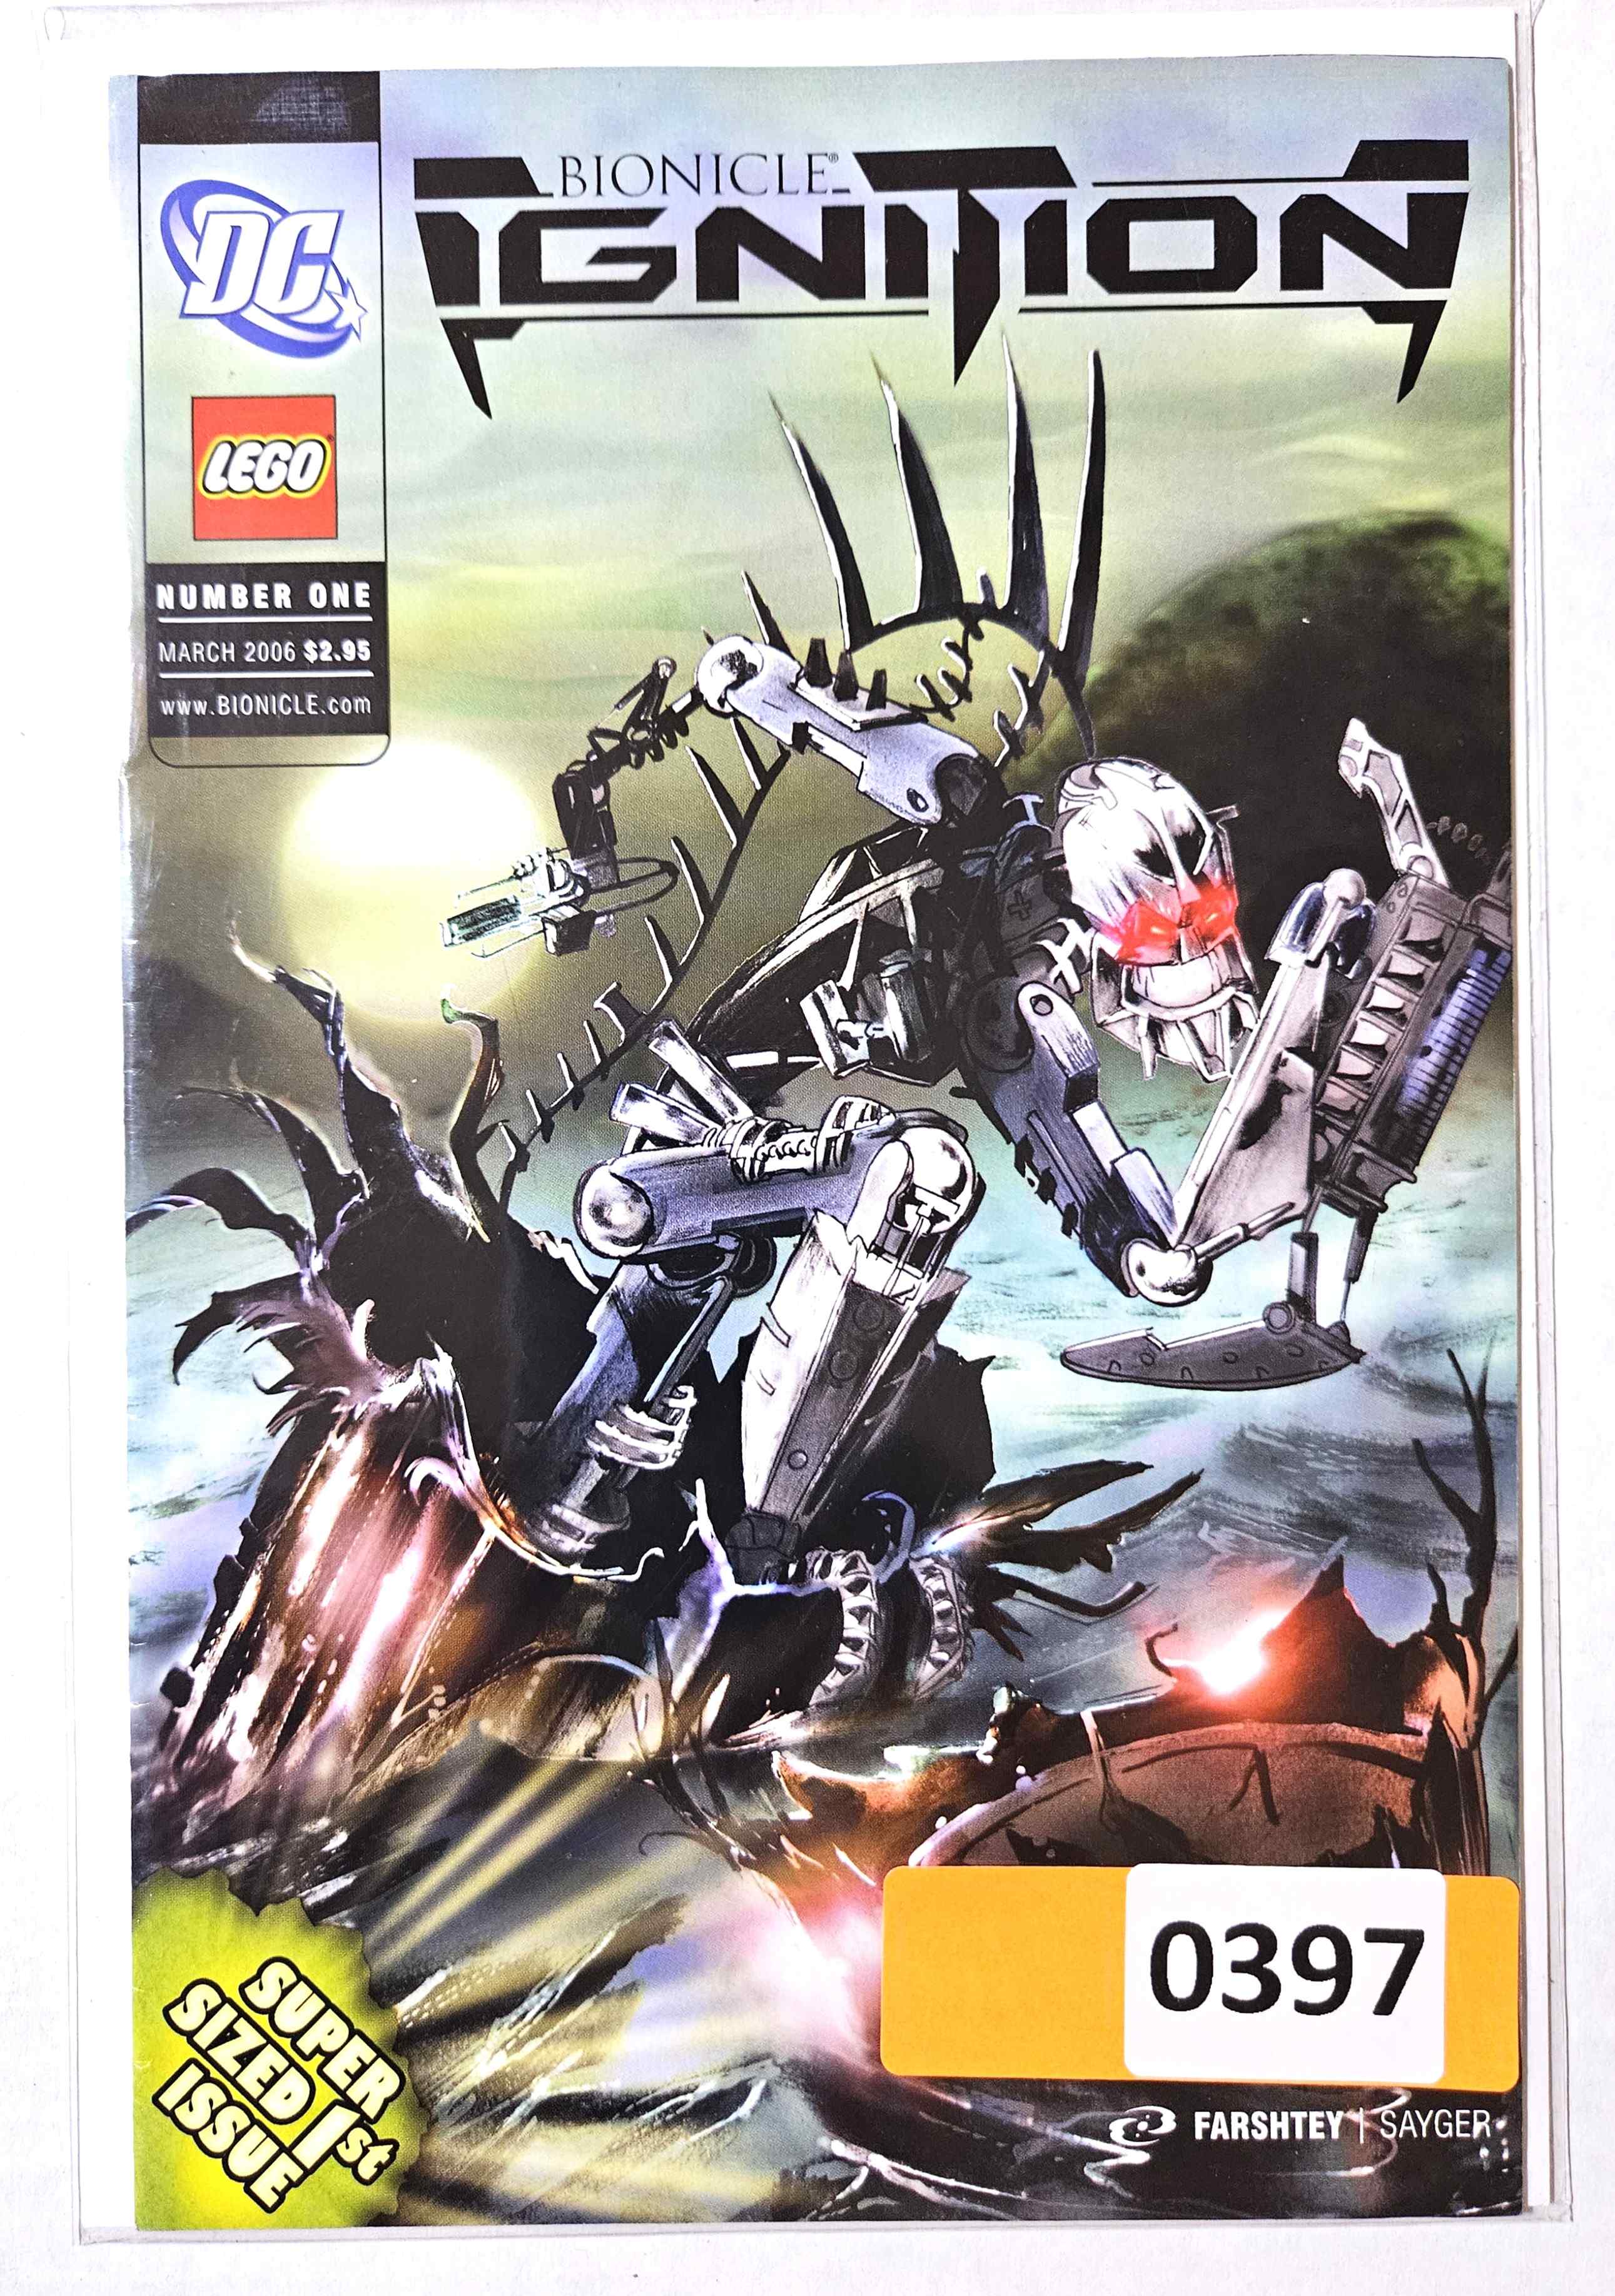 BIONICLE®
IGNITION
DC
LEGO
NUMBER ONE
MARCH 2006 $2.95
www.BIONICLE.com
SUPER
SIZED 1st
ISSUE
0397
FARSHTEY | SAYGER